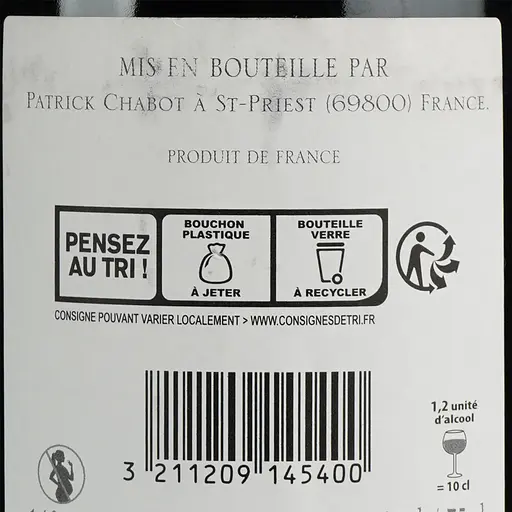 MIS EN BOUTEILLE PAR
PATRICK CHABOT À ST-PRIEST (69800) FRANCE.
PRODUIT DE FRANCE
PENSEZ
AU TRI !
BOUCHON
PLASTIQUE
À JETER
BOUTEILLE
VERRE
À RECYCLER
CONSIGNE POUVANT VARIER LOCALEMENT > WWW.CONSIGNESDETRI.FR
1,2 unité
d'alcool
= 10 cl
3 211209 145400